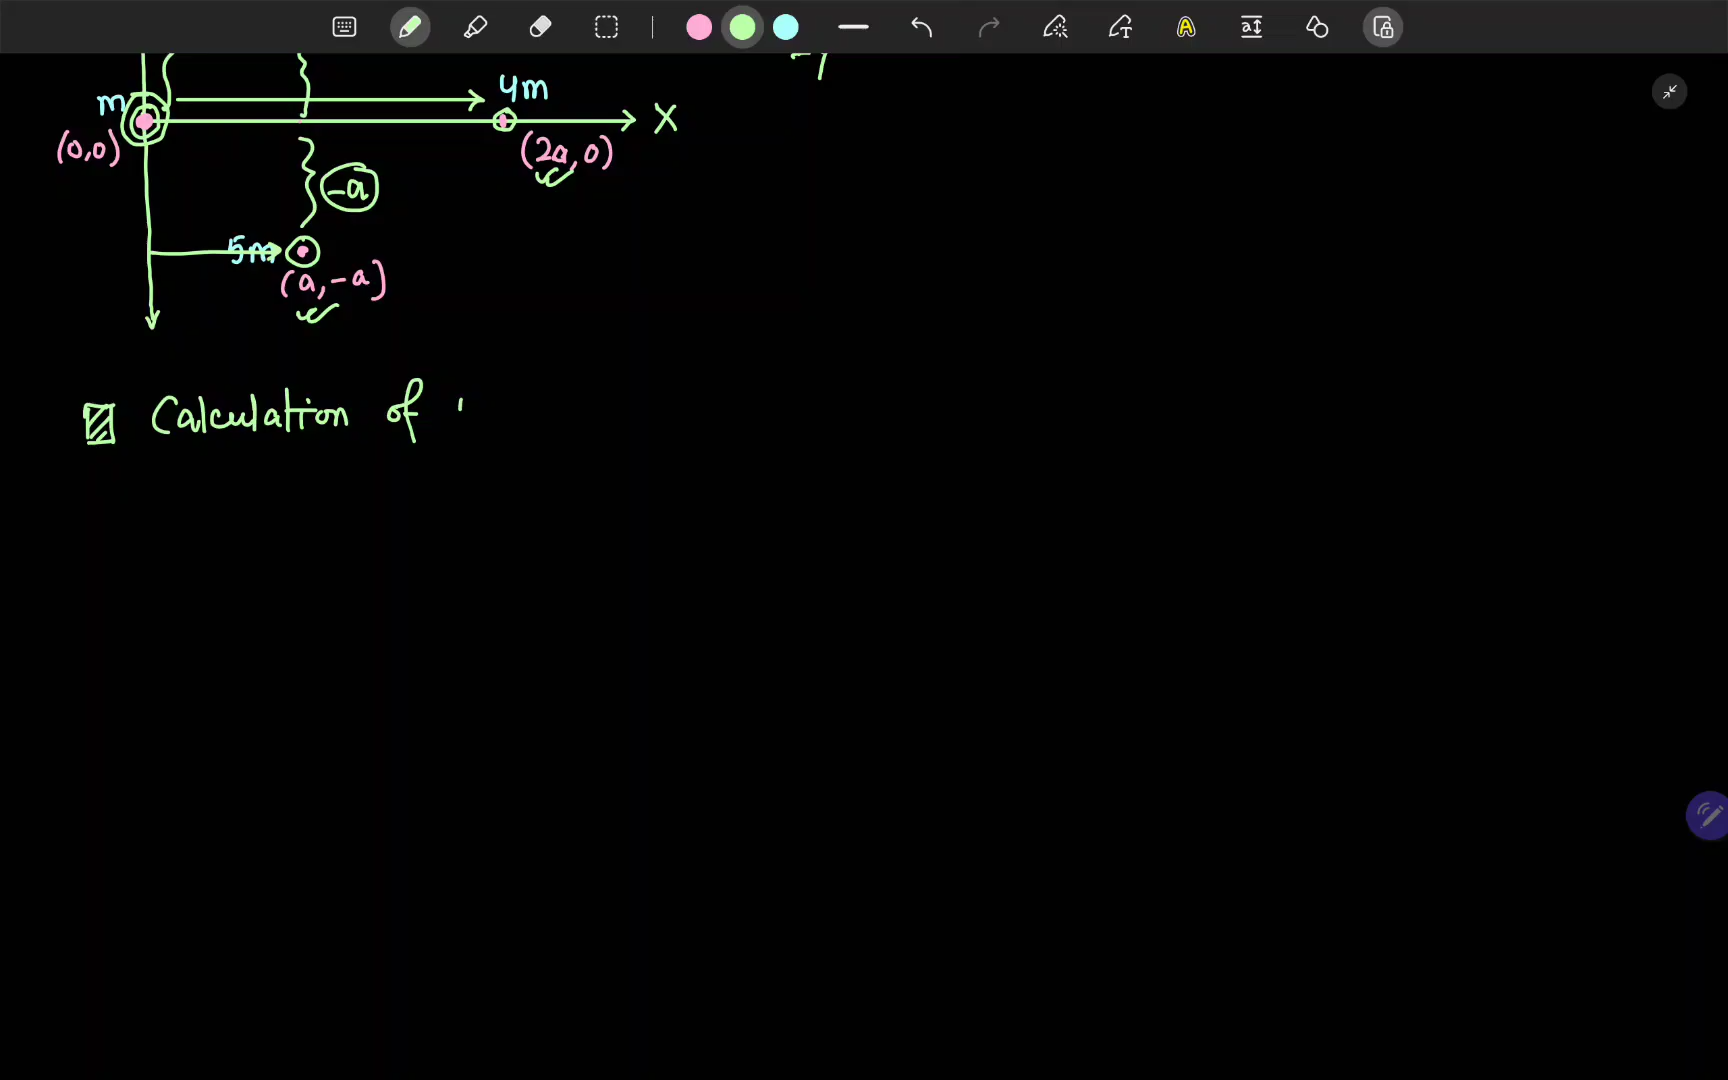 4m
m
X
(0,0)
(2a,0)
-a
5m
(a,-a)
Calculation of